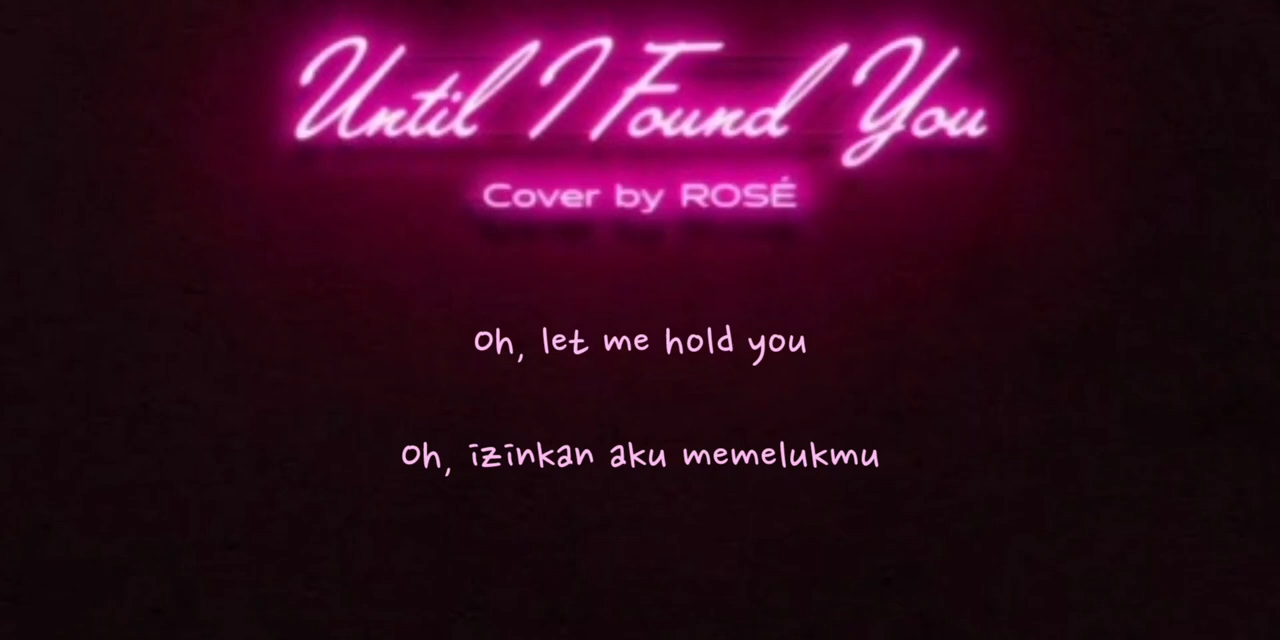 Until I Found You
Cover by ROSÉ
Oh, let me hold you
Oh, izinkan aku memelukmu